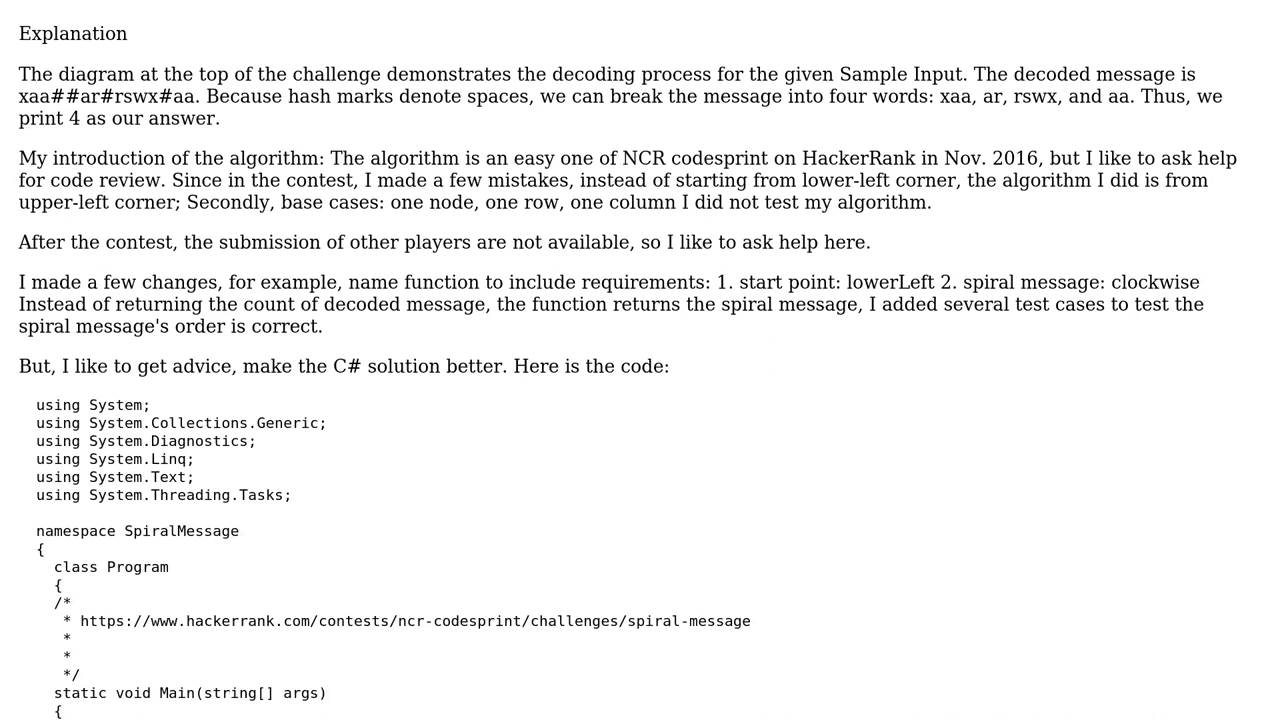 Explanation
The diagram at the top of the challenge demonstrates the decoding process for the given Sample Input. The decoded message is
xaa##ar#rswx#aa. Because hash marks denote spaces, we can break the message into four words: xaa, ar, rswx, and aa. Thus, we
print 4 as our answer.
My introduction of the algorithm: The algorithm is an easy one of NCR codesprint on HackerRank in Nov. 2016, but I like to ask help
for code review. Since in the contest, I made a few mistakes, instead of starting from lower-left corner, the algorithm I did is from
upper-left corner; Secondly, base cases: one node, one row, one column I did not test my algorithm.
After the contest, the submission of other players are not available, so I like to ask help here.
I made a few changes, for example, name function to include requirements: 1. start point: lowerLeft 2. spiral message: clockwise
Instead of returning the count of decoded message, the function returns the spiral message, I added several test cases to test the
spiral message's order is correct.
But, I like to get advice, make the C# solution better. Here is the code:
using System;
using System.Collections.Generic;
using System.Diagnostics;
using System.Linq;
using System.Text;
using System.Threading.Tasks;
namespace SpiralMessage
{
class Program
{
/*
* https://www.hackerrank.com/contests/ncr-codesprint/challenges/spiral-message
*
*
*/
static void Main(string[] args)
{